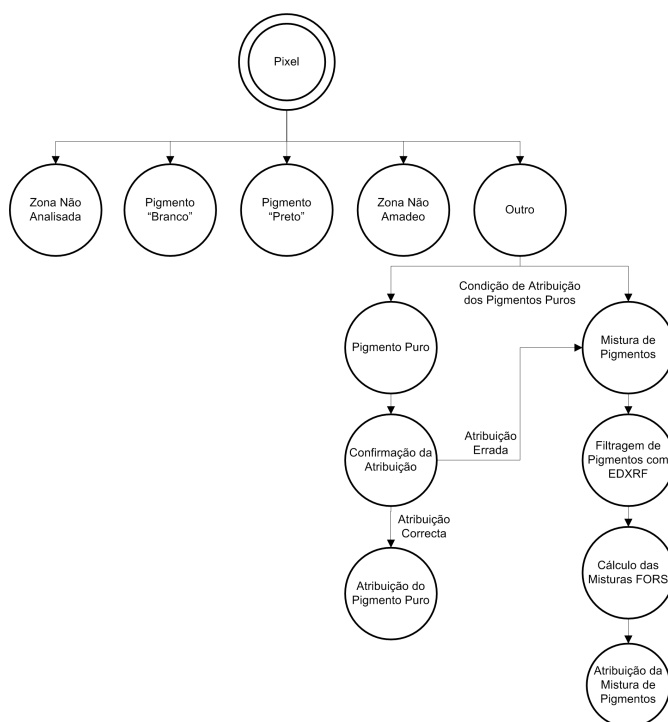 Pixel
Zona Não
Analisada
Pigmento
“Branco”
Pigmento
“Preto”
Zona Não
Amadeo
Outro
Condição de Atribuição
dos Pigmentos Puros
Pigmento Puro
Mistura de
Pigmentos
Confirmação da
Atribuição
Atribuição
Errada
Filtragem de
Pigmentos com
EDXRF
Atribuição
Correcta
Atribuição do
Pigmento Puro
Cálculo das
Misturas FORS
Atribuição da
Mistura de
Pigmentos